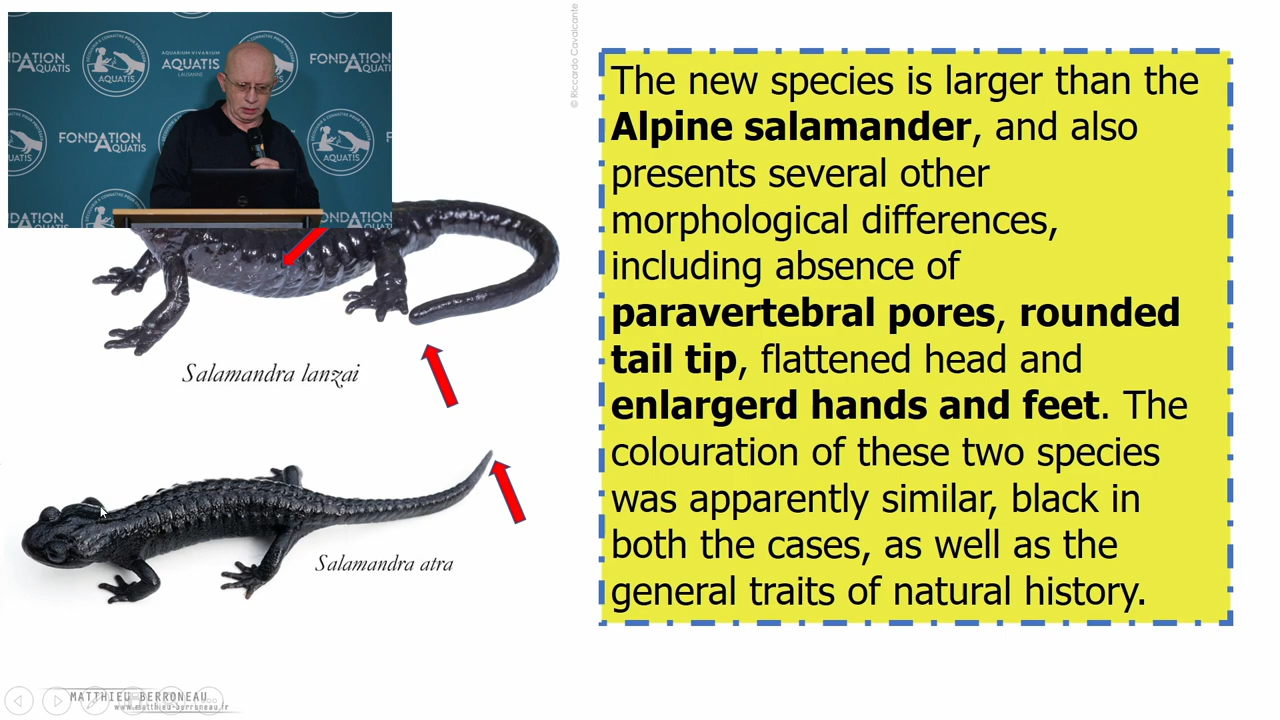 FONDATION
AQUATIS
AQUATIS
AQUARIUM-VIVARIUM
AQUATIS
LAUSANNE
FONDATION
AQUATIS
FONDATION
AQUATIS
AQUATIS
FONDATION
AQUATIS
© Riccardo Cavalcante
Salamandra lanzai
Salamandra atra
The new species is larger than the
Alpine salamander, and also
presents several other
morphological differences,
including absence of
paravertebral pores, rounded
tail tip, flattened head and
enlargerd hands and feet. The
colouration of these two species
was apparently similar, black in
both the cases, as well as the
general traits of natural history.
MATTHIEU BERRONEAU
www.matthieu-berroneau.fr